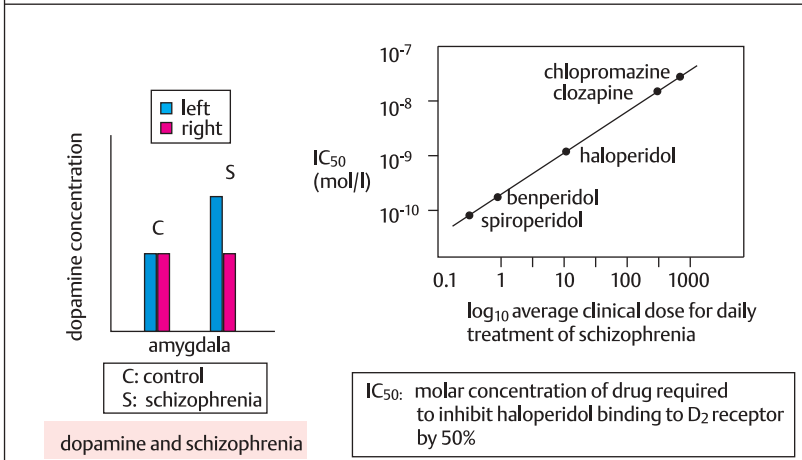 left
right
dopamine concentration
C
S
amygdala
C: control
S: schizophrenia
dopamine and schizophrenia
IC50
(mol/l)
10-7
10-8
10-9
10-10
chlopromazine
clozapine
haloperidol
benperidol
spiroperidol
0.1 1 10 100 1000
log10 average clinical dose for daily
treatment of schizophrenia
IC50: molar concentration of drug required
to inhibit haloperidol binding to D2 receptor
by 50%